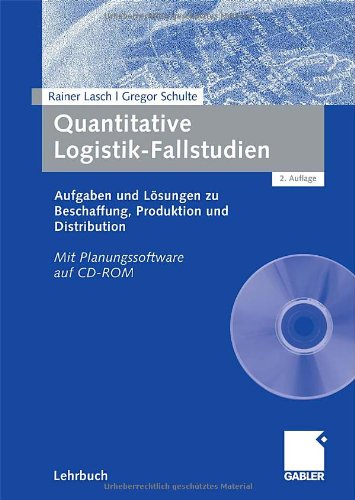 Urheberrechtlich geschütztes Material
Rainer Lasch | Gregor Schulte
Quantitative
Logistik-Fallstudien
2. Auflage
Aufgaben und Lösungen zu
Beschaffung, Produktion und
Distribution
Mit Planungssoftware
auf CD-ROM
Lehrbuch
GABLER
Urheberrechtlich geschütztes Material